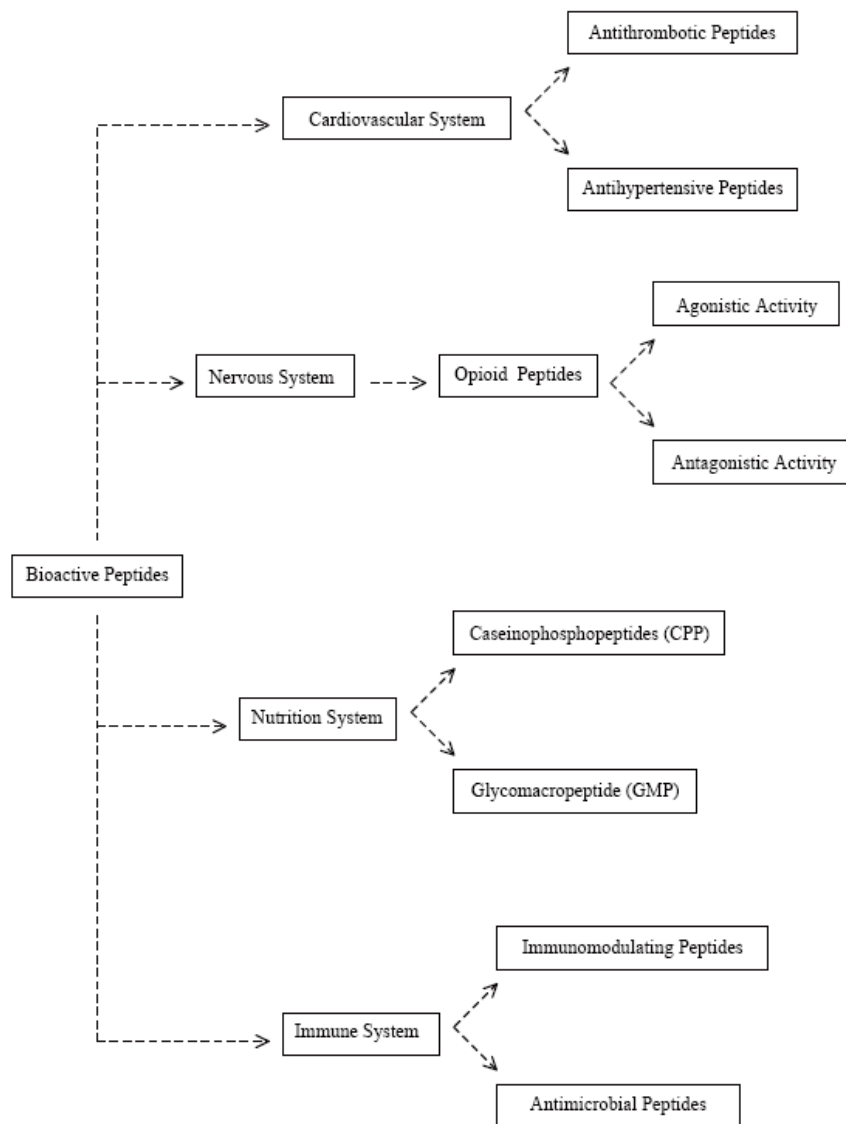 Antithrombotic Peptides
Cardiovascular System
Antihypertensive Peptides
Agonistic Activity
Nervous System
Opioid Peptides
Antagonistic Activity
Bioactive Peptides
Caseinophosphopeptides (CPP)
Nutrition System
Glycomacropeptide (GMP)
Immunomodulating Peptides
Immune System
Antimicrobial Peptides